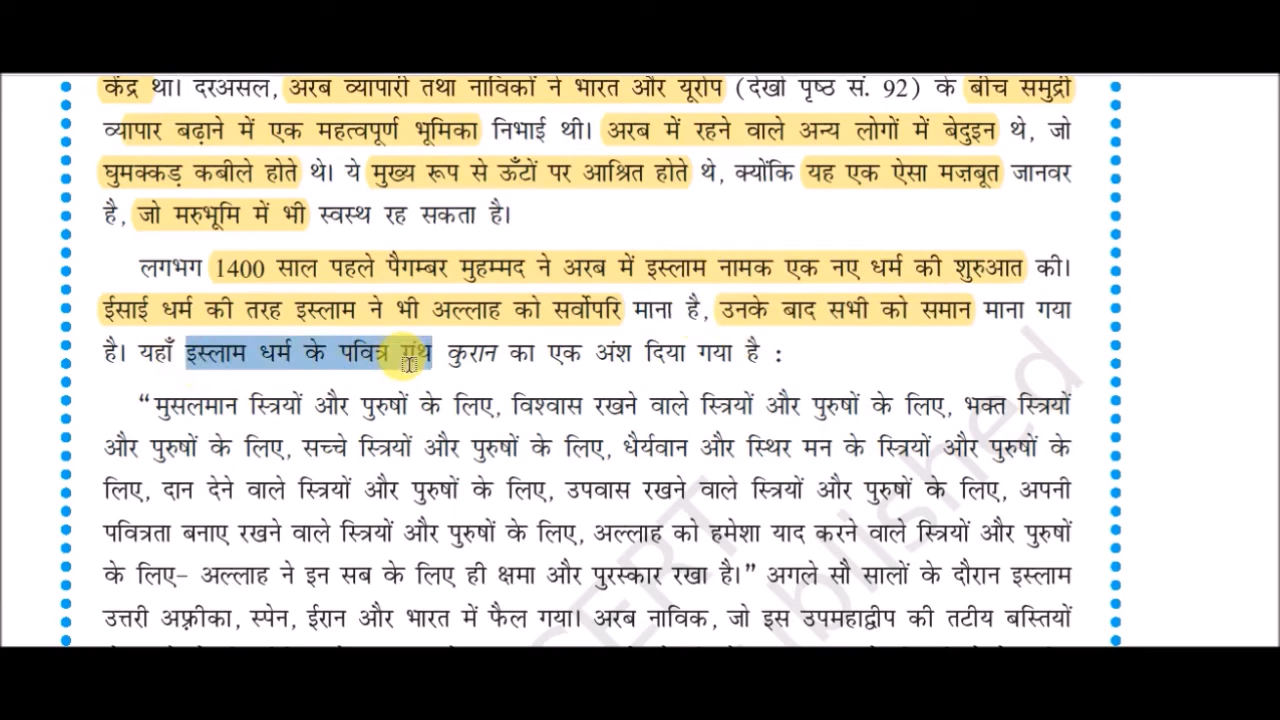 केंद्र था। दरअसल, अरब व्यापारी तथा नाविकों ने भारत और यूरोप (देखो पृष्ठ सं. 92) के बीच समुद्री
व्यापार बढ़ाने में एक महत्वपूर्ण भूमिका निभाई थी। अरब में रहने वाले अन्य लोगों में बेदुइन थे, जो
घुमक्कड़ कबीले होते थे। ये मुख्य रूप से ऊँटों पर आश्रित होते थे, क्योंकि यह एक ऐसा मज़बूत जानवर
है, जो मरुभूमि में भी स्वस्थ रह सकता है।
लगभग 1400 साल पहले पैगम्बर मुहम्मद ने अरब में इस्लाम नामक एक नए धर्म की शुरुआत की।
ईसाई धर्म की तरह इस्लाम ने भी अल्लाह को सर्वोपरि माना है, उनके बाद सभी को समान माना गया
है। यहाँ इस्लाम धर्म के पवित्र ग्रंथ कुरान का एक अंश दिया गया है :
“मुसलमान स्त्रियों और पुरुषों के लिए, विश्वास रखने वाले स्त्रियों और पुरुषों के लिए, भक्त स्त्रियों
और पुरुषों के लिए, सच्चे स्त्रियों और पुरुषों के लिए, धैर्यवान और स्थिर मन के स्त्रियों और पुरुषों के
लिए, दान देने वाले स्त्रियों और पुरुषों के लिए, उपवास रखने वाले स्त्रियों और पुरुषों के लिए, अपनी
पवित्रता बनाए रखने वाले स्त्रियों और पुरुषों के लिए, अल्लाह को हमेशा याद करने वाले स्त्रियों और पुरुषों
के लिए- अल्लाह ने इन सब के लिए ही क्षमा और पुरस्कार रखा है।” अगले सौ सालों के दौरान इस्लाम
उत्तरी अफ़्रीका, स्पेन, ईरान और भारत में फैल गया। अरब नाविक, जो इस उपमहाद्वीप की तटीय बस्तियों